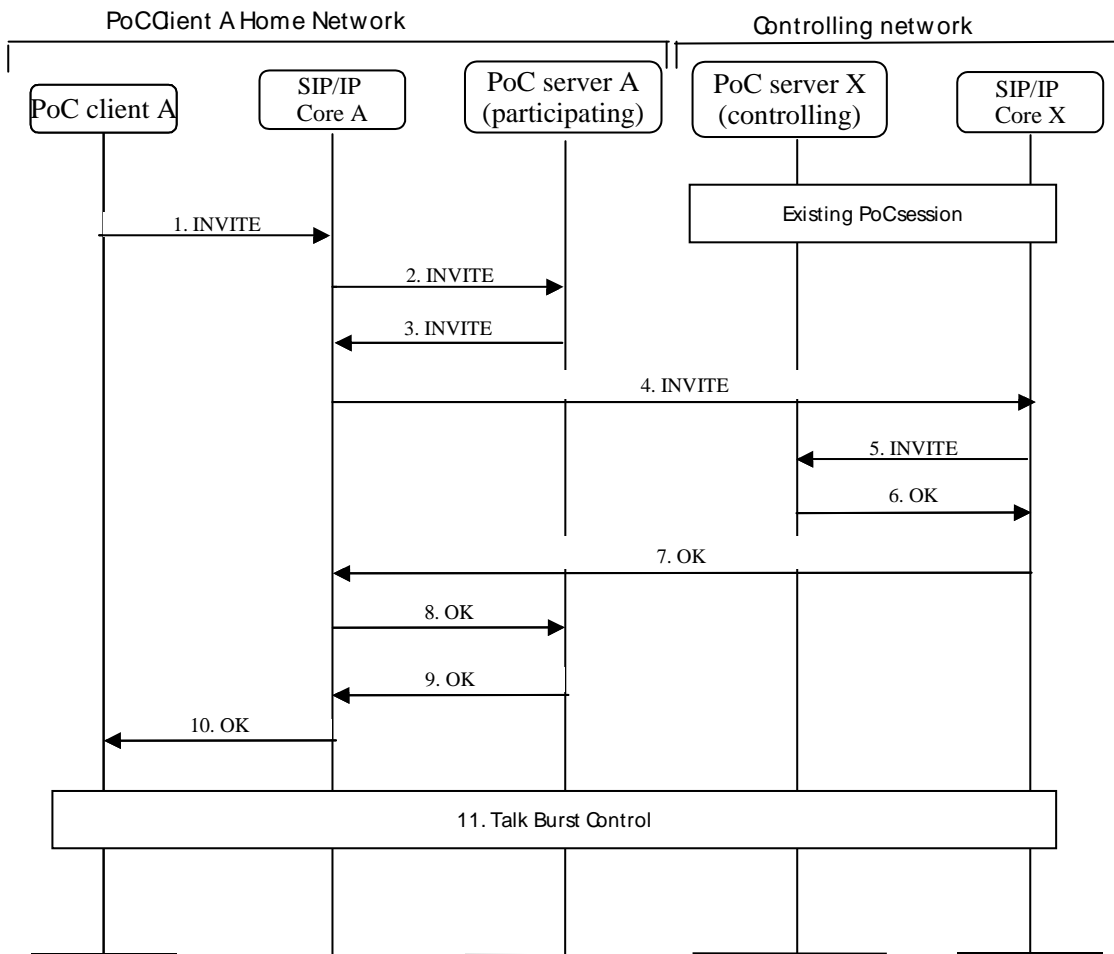 PoCClient A Home Network
Controlling network
PoC client A
SIP/IP
Core A
PoC server A
(participating)
PoC server X
(controlling)
SIP/IP
Core X
Existing PoCsession
1. INVITE
2. INVITE
3. INVITE
4. INVITE
5. INVITE
6. OK
7. OK
8. OK
9. OK
10. OK
11. Talk Burst Control